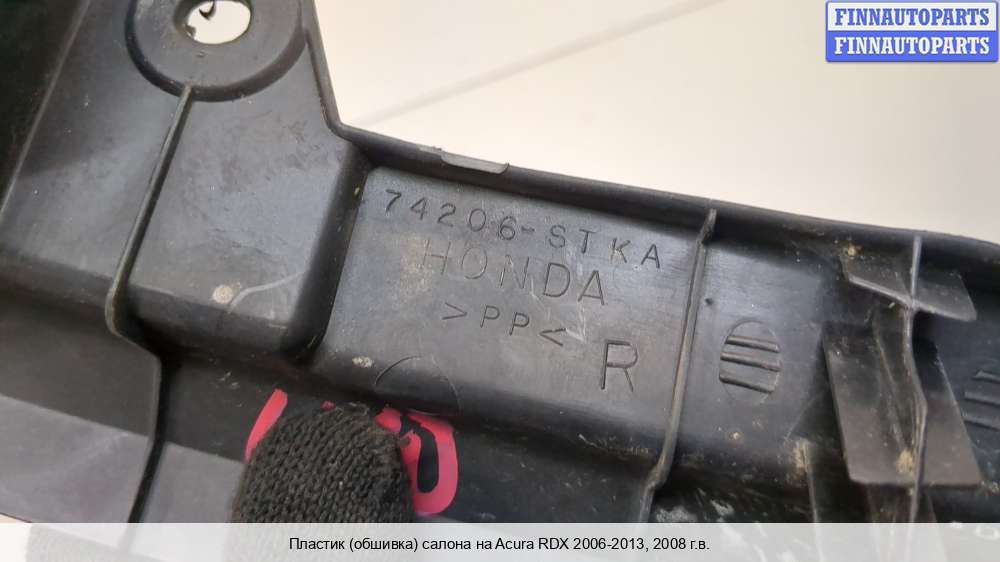 FINNAUTOPARTS
FINNAUTOPARTS
74206-STKA
HONDA
>PP<
R
Пластик (обшивка) салона на Acura RDX 2006-2013, 2008 г.в.